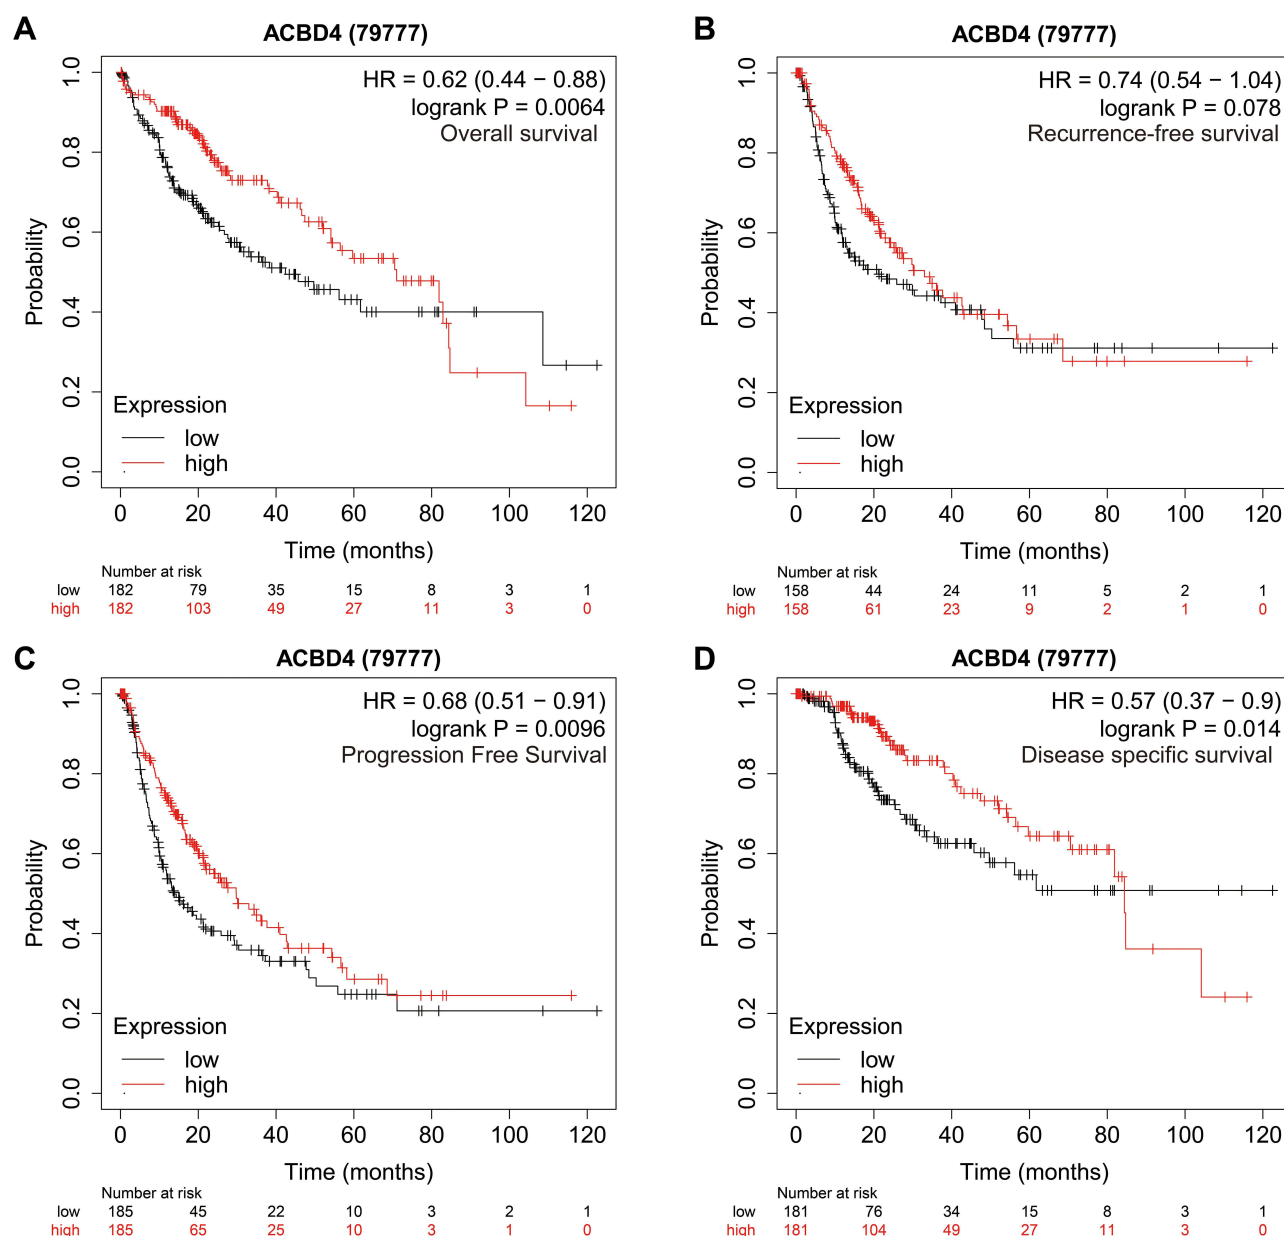 A
ACBD4 (79777)
HR = 0.62 (0.44 − 0.88)
logrank P = 0.0064
Overall survival
Probability
1.0
0.8
0.6
0.4
0.2
0.0
Expression
low
high
0 20 40 60 80 100 120
Time (months)
Number at risk
low 182 79 35 15 8 3 1
high 182 103 49 27 11 3 0
B
ACBD4 (79777)
HR = 0.74 (0.54 − 1.04)
logrank P = 0.078
Recurrence-free survival
Probability
1.0
0.8
0.6
0.4
0.2
0.0
Expression
low
high
0 20 40 60 80 100 120
Time (months)
Number at risk
low 158 44 24 11 5 2 1
high 158 61 23 9 2 1 0
C
ACBD4 (79777)
HR = 0.68 (0.51 − 0.91)
logrank P = 0.0096
Progression Free Survival
Probability
1.0
0.8
0.6
0.4
0.2
0.0
Expression
low
high
0 20 40 60 80 100 120
Time (months)
Number at risk
low 185 45 22 10 3 2 1
high 185 65 25 10 3 1 0
D
ACBD4 (79777)
HR = 0.57 (0.37 − 0.9)
logrank P = 0.014
Disease specific survival
Probability
1.0
0.8
0.6
0.4
0.2
0.0
Expression
low
high
0 20 40 60 80 100 120
Time (months)
Number at risk
low 181 76 34 15 8 3 1
high 181 104 49 27 11 3 0